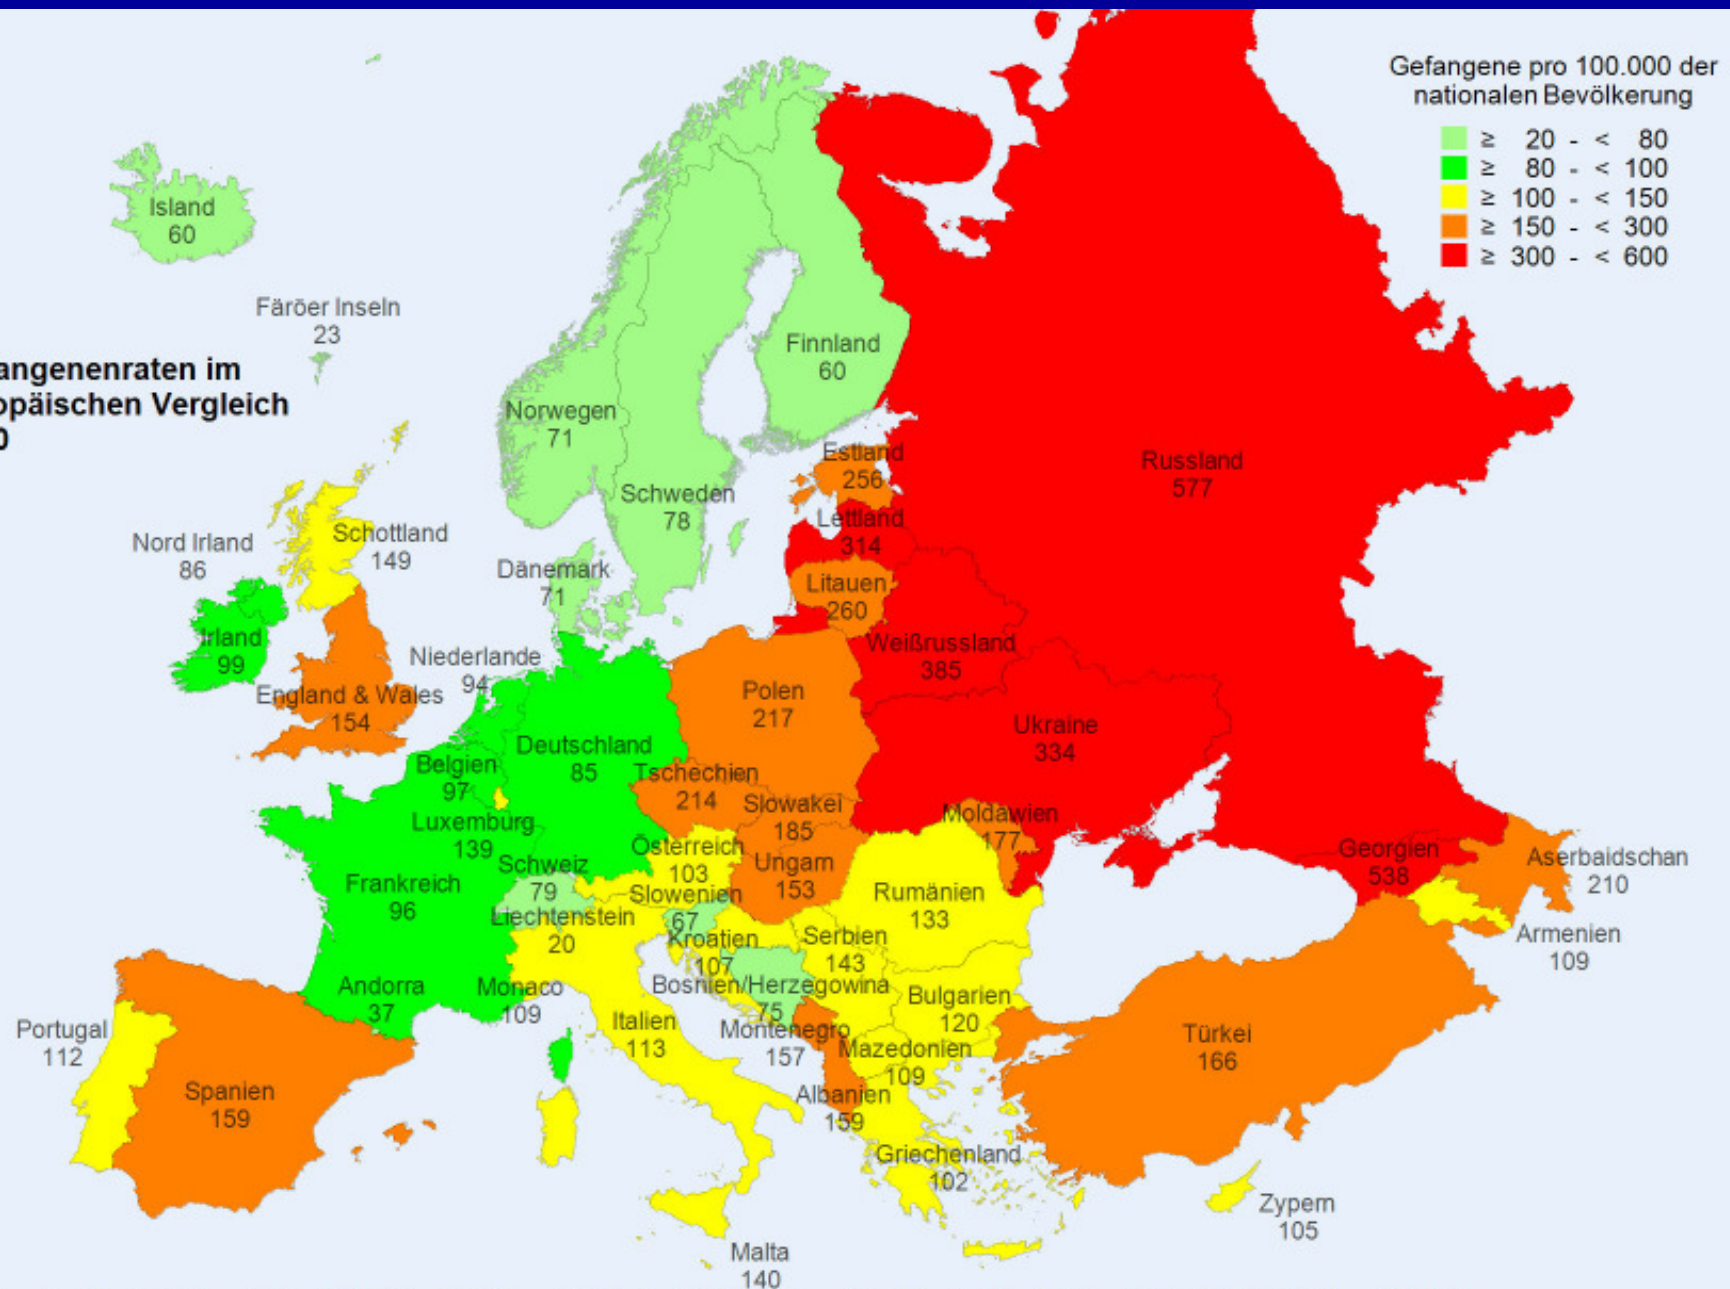 Gefangene pro 100.000 der
nationalen Bevölkerung
≥ 20 - < 80
≥ 80 - < 100
≥ 100 - < 150
≥ 150 - < 300
≥ 300 - < 600
Island
60
Färöer Inseln
23
angenenraten im
opäischen Vergleich
0
Finnland
60
Norwegen
71
Schweden
78
Estland
256
Russland
577
Lettland
314
Schottland
149
Nord Irland
86
Dänemark
71
Litauen
260
Irland
99
Weißrussland
385
Niederlande
94
England & Wales
154
Polen
217
Ukraine
334
Deutschland
85
Belgien
97
Tschechien
214
Slowakei
185
Moldawien
177
Luxemburg
139
Österreich
103
Georgien
538
Aserbaidschan
210
Schweiz
79
Ungarn
153
Frankreich
96
Slowenien
67
Rumänien
133
Liechtenstein
20
Kroatien
107
Serbien
143
Armenien
109
Andorra
37
Monaco
109
Bosnien/Herzegowina
75
Bulgarien
120
Portugal
112
Italien
113
Montenegro
157
Türkei
166
Mazedonien
109
Spanien
159
Albanien
159
Griechenland
102
Zypern
105
Malta
140